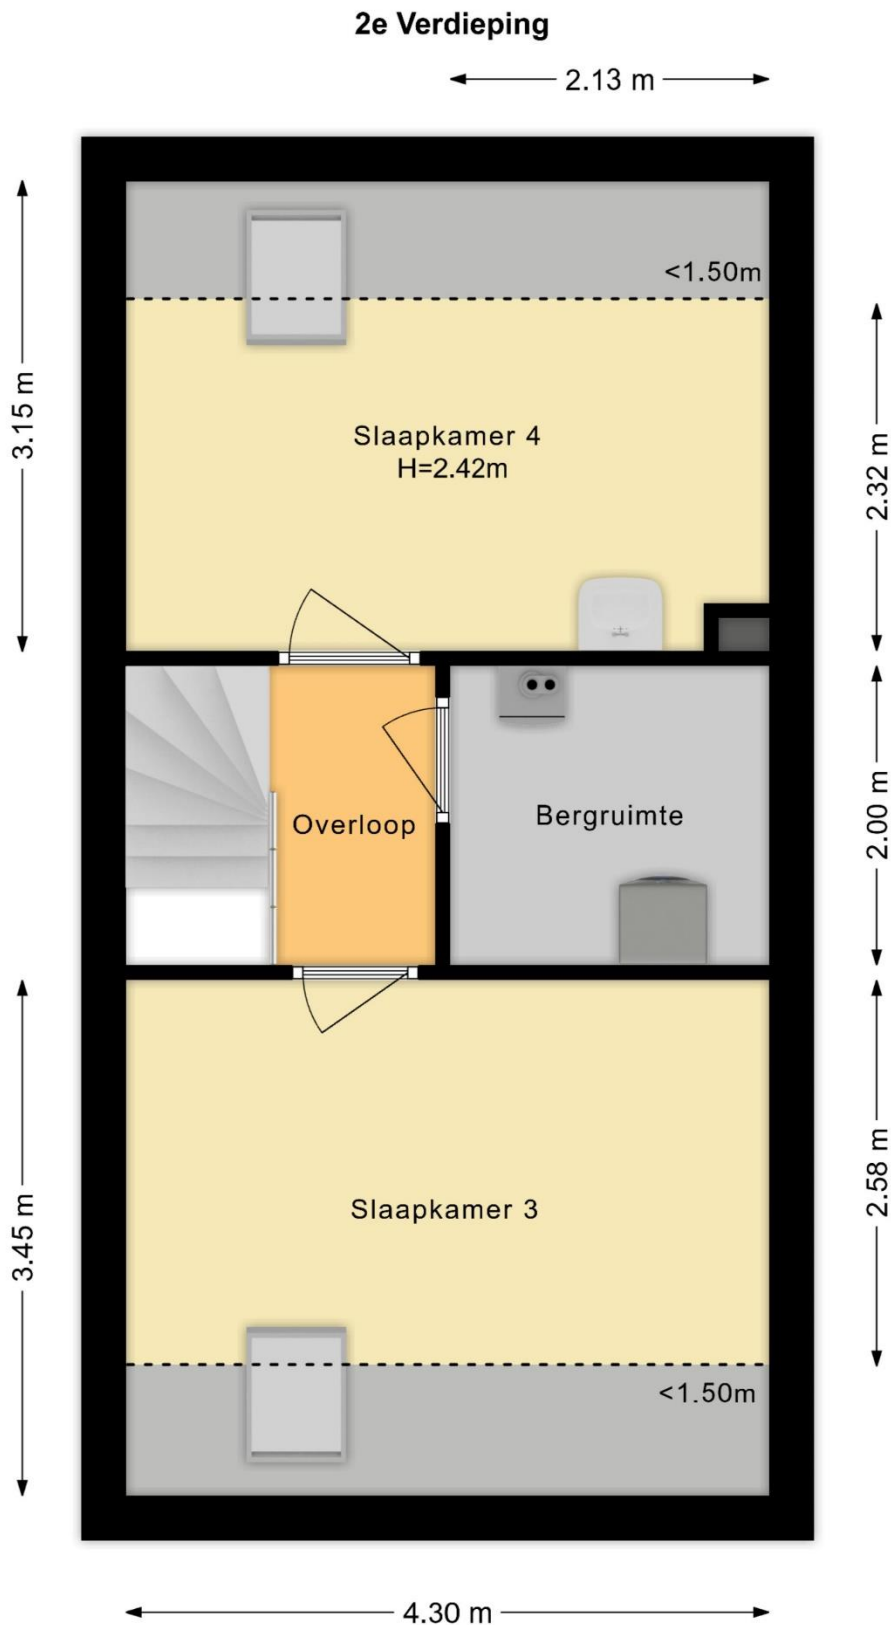 2e Verdieping
2.13 m
<1.50m
3.15 m
Slaapkamer 4
H=2.42m
2.32 m
Overloop
Bergruimte
2.00 m
3.45 m
Slaapkamer 3
2.58 m
<1.50m
4.30 m